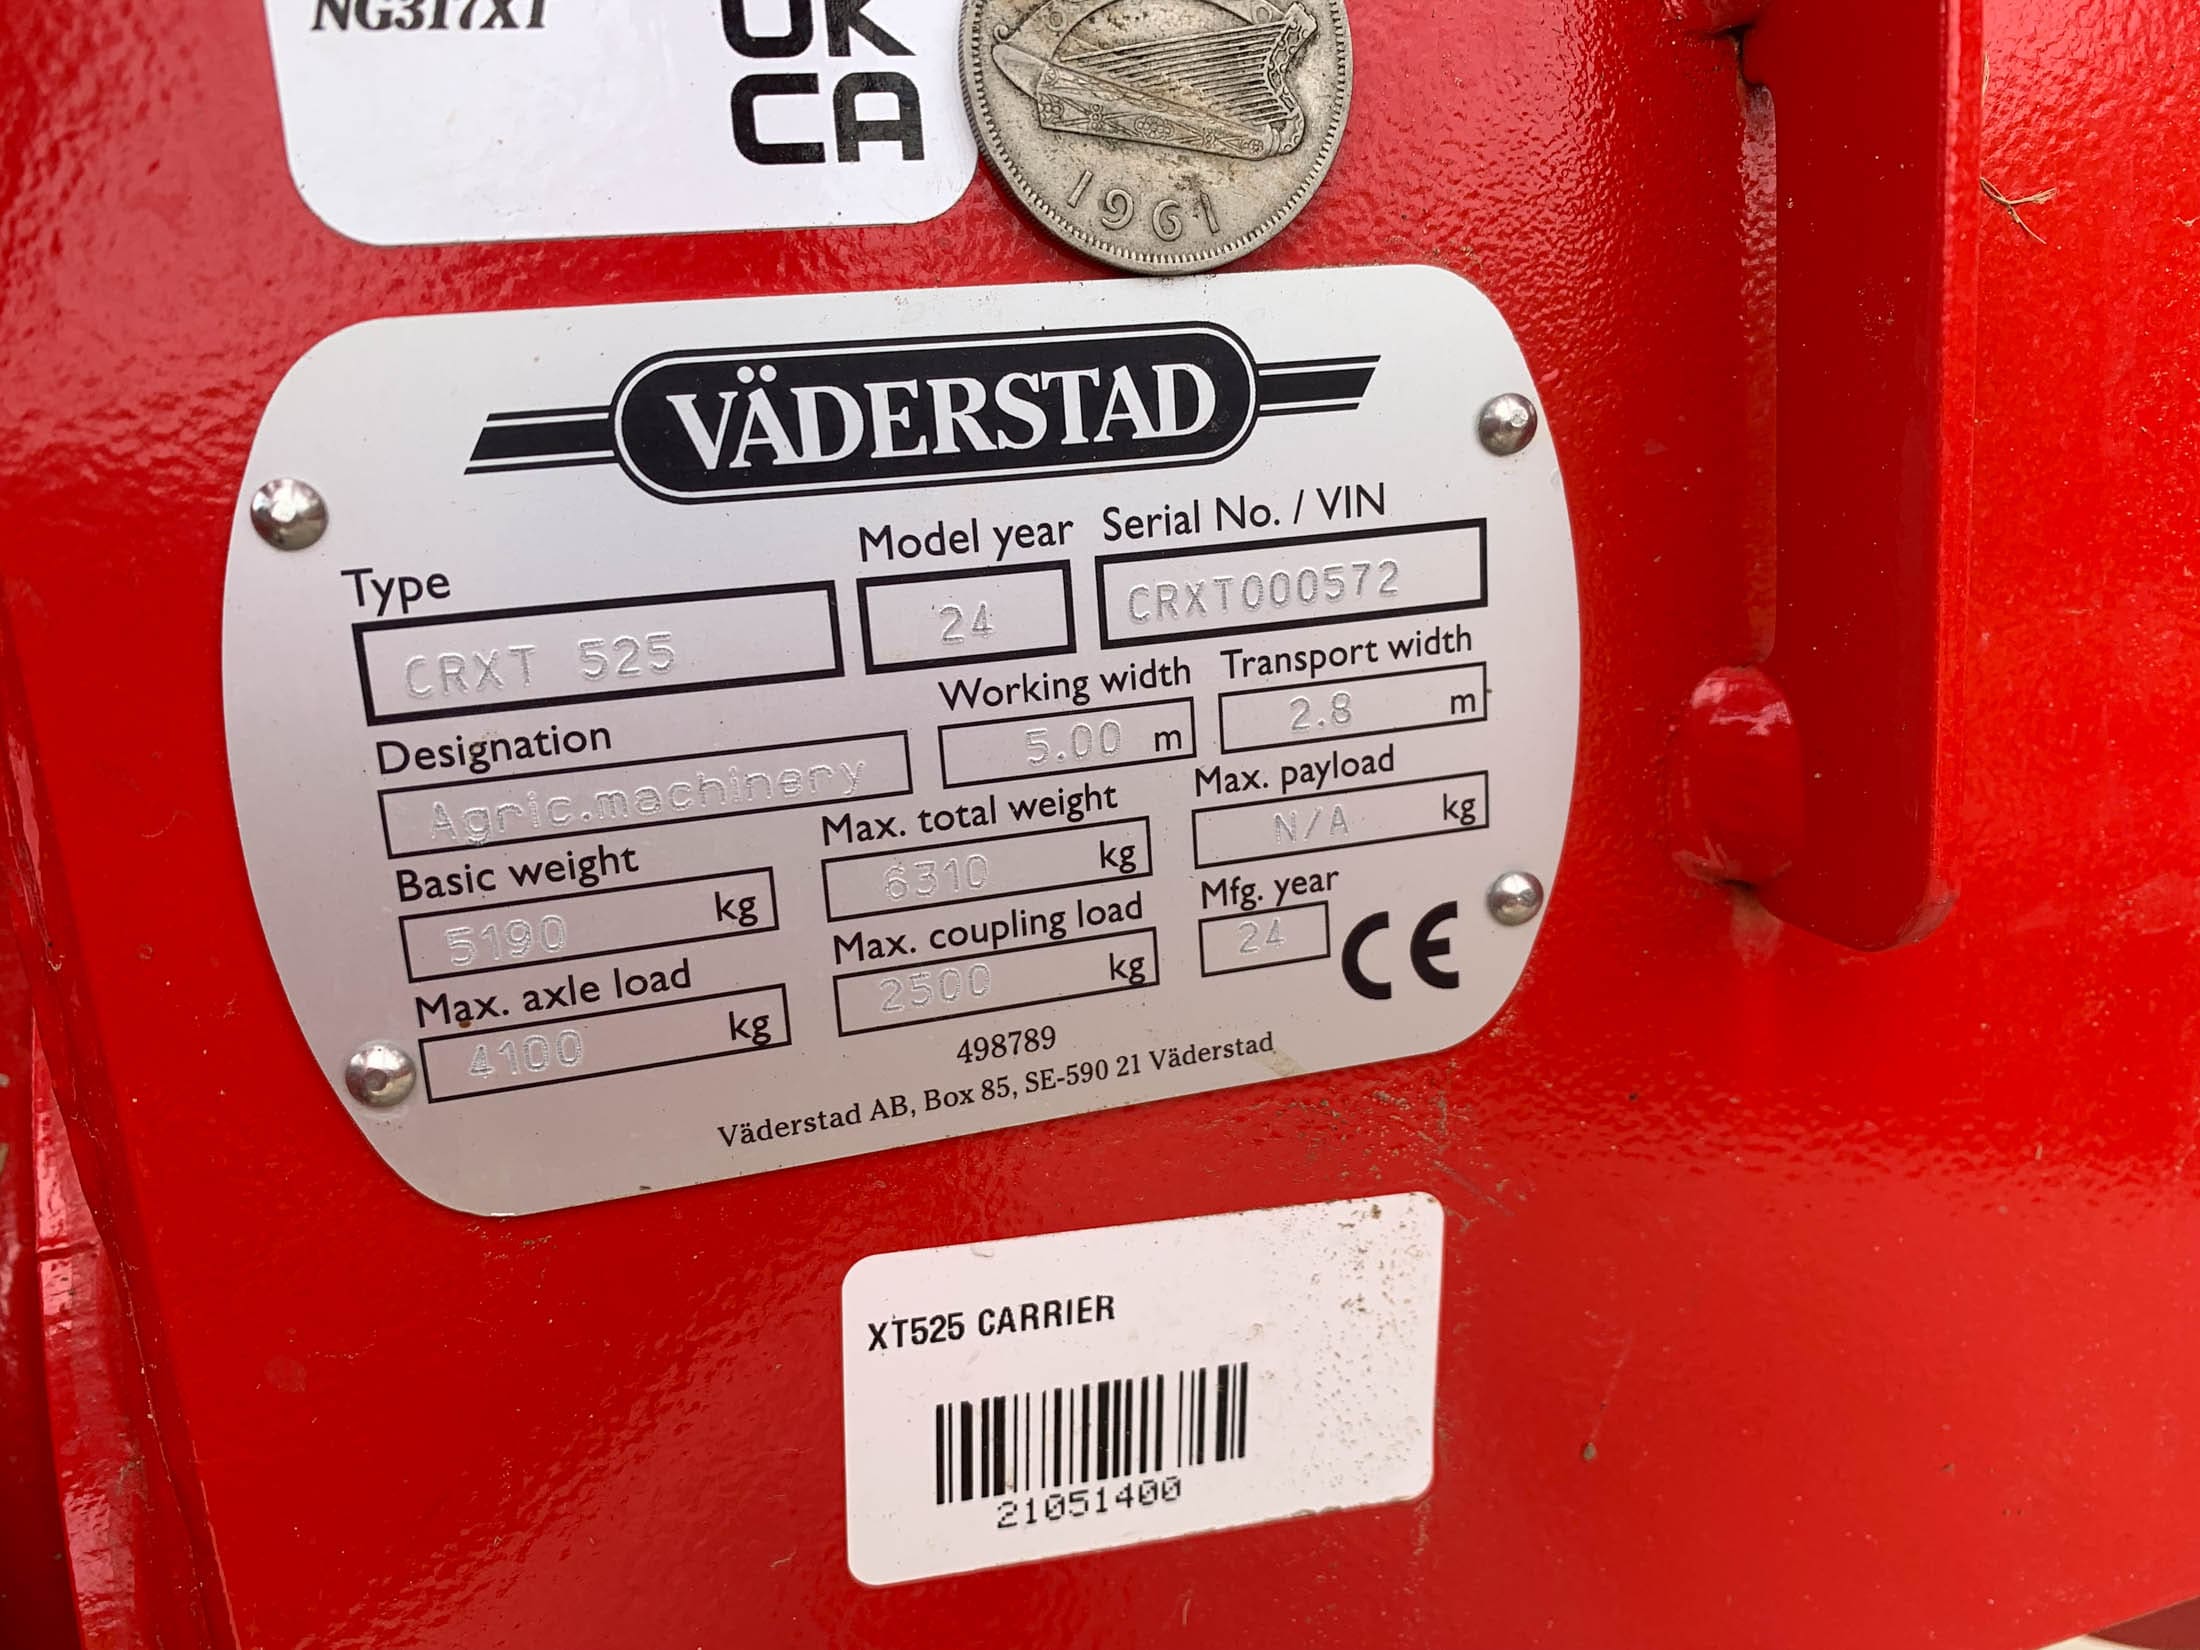 NG317XT
UK
CA
1961
VÄDERSTAD
Type
Model year
Serial No. / VIN
CRXT 525
24
CRXT000572
Designation
Working width
Transport width
Agric.machinery
5.00 m
2.8 m
Basic weight
Max. total weight
Max. payload
5190 kg
6310 kg
N/A kg
Max. axle load
Max. coupling load
Mfg. year
4100 kg
2500 kg
24
CE
498789
Väderstad AB, Box 85, SE-590 21 Väderstad
XT525 CARRIER
21051400